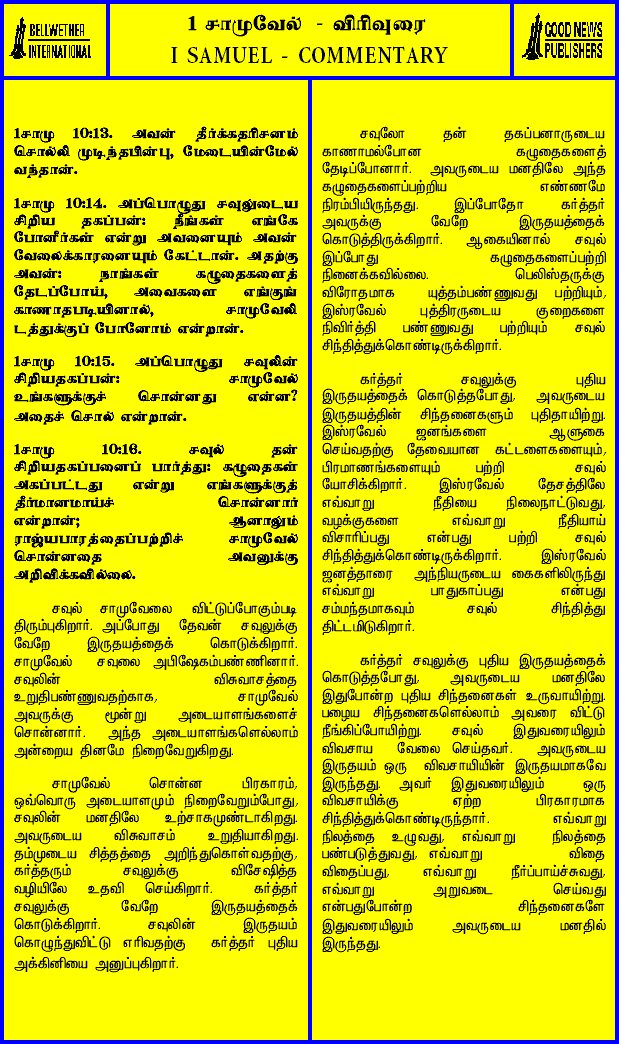 BELLWETHER
INTERNATIONAL
1 சாமுவேல் - விரிவுரை
I SAMUEL - COMMENTARY
GOOD NEWS
PUBLISHERS
1சாமு 10:13. அவன் தீர்க்கதரிசனம்
சொல்லி முடிந்தபின்பு, மேடையின்மேல்
வந்தான்.
1சாமு 10:14. அப்பொழுது சவுலுடைய
சிறிய தகப்பன்: நீங்கள் எங்கே
போனீர்கள் என்று அவனையும் அவன்
வேலைக்காரனையும் கேட்டான். அதற்கு
அவன்: நாங்கள் கழுதைகளைத்
தேடப்போய், அவைகளை எங்குங்
காணாதபடியினால், சாமுவேலி
டத்துக்குப் போனோம் என்றான்.
1சாமு 10:15. அப்பொழுது சவுலின்
சிறியதகப்பன்: சாமுவேல்
உங்களுக்குச் சொன்னது என்ன?
அதைச் சொல் என்றான்.
1சாமு 10:16. சவுல் தன்
சிறியதகப்பனைப் பார்த்து: கழுதைகள்
அகப்பட்டது என்று எங்களுக்குத்
தீர்மானமாய்ச் சொன்னார்
என்றான்; ஆனாலும்
ராஜ்யபாரத்தைப்பற்றிச் சாமுவேல்
சொன்னதை அவனுக்கு
அறிவிக்கவில்லை.
சவுல் சாமுவேலை விட்டுப்போகும்படி
திரும்புகிறார். அப்போது தேவன் சவுலுக்கு
வேறே இருதயத்தைக் கொடுக்கிறார்.
சாமுவேல் சவுலை அபிஷேகம்பண்ணினார்.
சவுலின் விசுவாசத்தை
உறுதிபண்ணுவதற்காக, சாமுவேல்
அவருக்கு மூன்று அடையாளங்களைச்
சொன்னார். அந்த அடையாளங்களெல்லாம்
அன்றைய தினமே நிறைவேறுகிறது.
சாமுவேல் சொன்ன பிரகாரம்,
ஒவ்வொரு அடையாளமும் நிறைவேறும்போது,
சவுலின் மனதிலே உற்சாகமுண்டாகிறது.
அவருடைய விசுவாசம் உறுதியாகிறது.
தம்முடைய சித்தத்தை அறிந்துகொள்வதற்கு,
கர்த்தரும் சவுலுக்கு விசேஷித்த
வழியிலே உதவி செய்கிறார். கர்த்தர்
சவுலுக்கு வேறே இருதயத்தைக்
கொடுக்கிறார். சவுலின் இருதயம்
கொழுந்துவிட்டு எரிவதற்கு கர்த்தர் புதிய
அக்கினியை அனுப்புகிறார்.
சவுலோ தன் தகப்பனாருடைய
காணாமல்போன கழுதைகளைத்
தேடிப்போனார். அவருடைய மனதிலே அந்த
கழுதைகளைப்பற்றிய எண்ணமே
நிரம்பியிருந்தது. இப்போதோ கர்த்தர்
அவருக்கு வேறே இருதயத்தைக்
கொடுத்திருக்கிறார். ஆகையினால் சவுல்
இப்போது கழுதைகளைப்பற்றி
நினைக்கவில்லை. பெலிஸ்தருக்கு
விரோதமாக யுத்தம்பண்ணுவது பற்றியும்,
இஸ்ரவேல் புத்திரருடைய குறைகளை
நிவிர்த்தி பண்ணுவது பற்றியும் சவுல்
சிந்தித்துக்கொண்டிருக்கிறார்.
கர்த்தர் சவுலுக்கு புதிய
இருதயத்தைக் கொடுத்தபோது, அவருடைய
இருதயத்தின் சிந்தனைகளும் புதிதாயிற்று.
இஸ்ரவேல் ஜனங்களை ஆளுகை
செய்வதற்கு தேவையான கட்டளைகளையும்,
பிரமாணங்களையும் பற்றி சவுல்
யோசிக்கிறார். இஸ்ரவேல் தேசத்திலே
எவ்வாறு நீதியை நிலைநாட்டுவது,
வழக்குகளை எவ்வாறு நீதியாய்
விசாரிப்பது என்பது பற்றி சவுல்
சிந்தித்துக்கொண்டிருக்கிறார். இஸ்ரவேல்
ஜனத்தாரை அந்நியருடைய கைகளிலிருந்து
எவ்வாறு பாதுகாப்பது என்பது
சம்மந்தமாகவும் சவுல் சிந்தித்து
திட்டமிடுகிறார்.
கர்த்தர் சவுலுக்கு புதிய இருதயத்தைக்
கொடுத்தபோது, அவருடைய மனதிலே
இதுபோன்ற புதிய சிந்தனைகள் உருவாயிற்று.
பழைய சிந்தனைகளெல்லாம் அவரை விட்டு
நீங்கிப்போயிற்று. சவுல் இதுவரையிலும்
விவசாய வேலை செய்தவர். அவருடைய
இருதயம் ஒரு விவசாயியின் இருதயமாகவே
இருந்தது. அவர் இதுவரையிலும் ஒரு
விவசாயிக்கு ஏற்ற பிரகாரமாக
சிந்தித்துக்கொண்டிருந்தார். எவ்வாறு
நிலத்தை உழுவது, எவ்வாறு நிலத்தை
பண்படுத்துவது, எவ்வாறு விதை
விதைப்பது, எவ்வாறு நீர்ப்பாய்ச்சுவது,
எவ்வாறு அறுவடை செய்வது
என்பதுபோன்ற சிந்தனைகளே
இதுவரையிலும் அவருடைய மனதில்
இருந்தது.